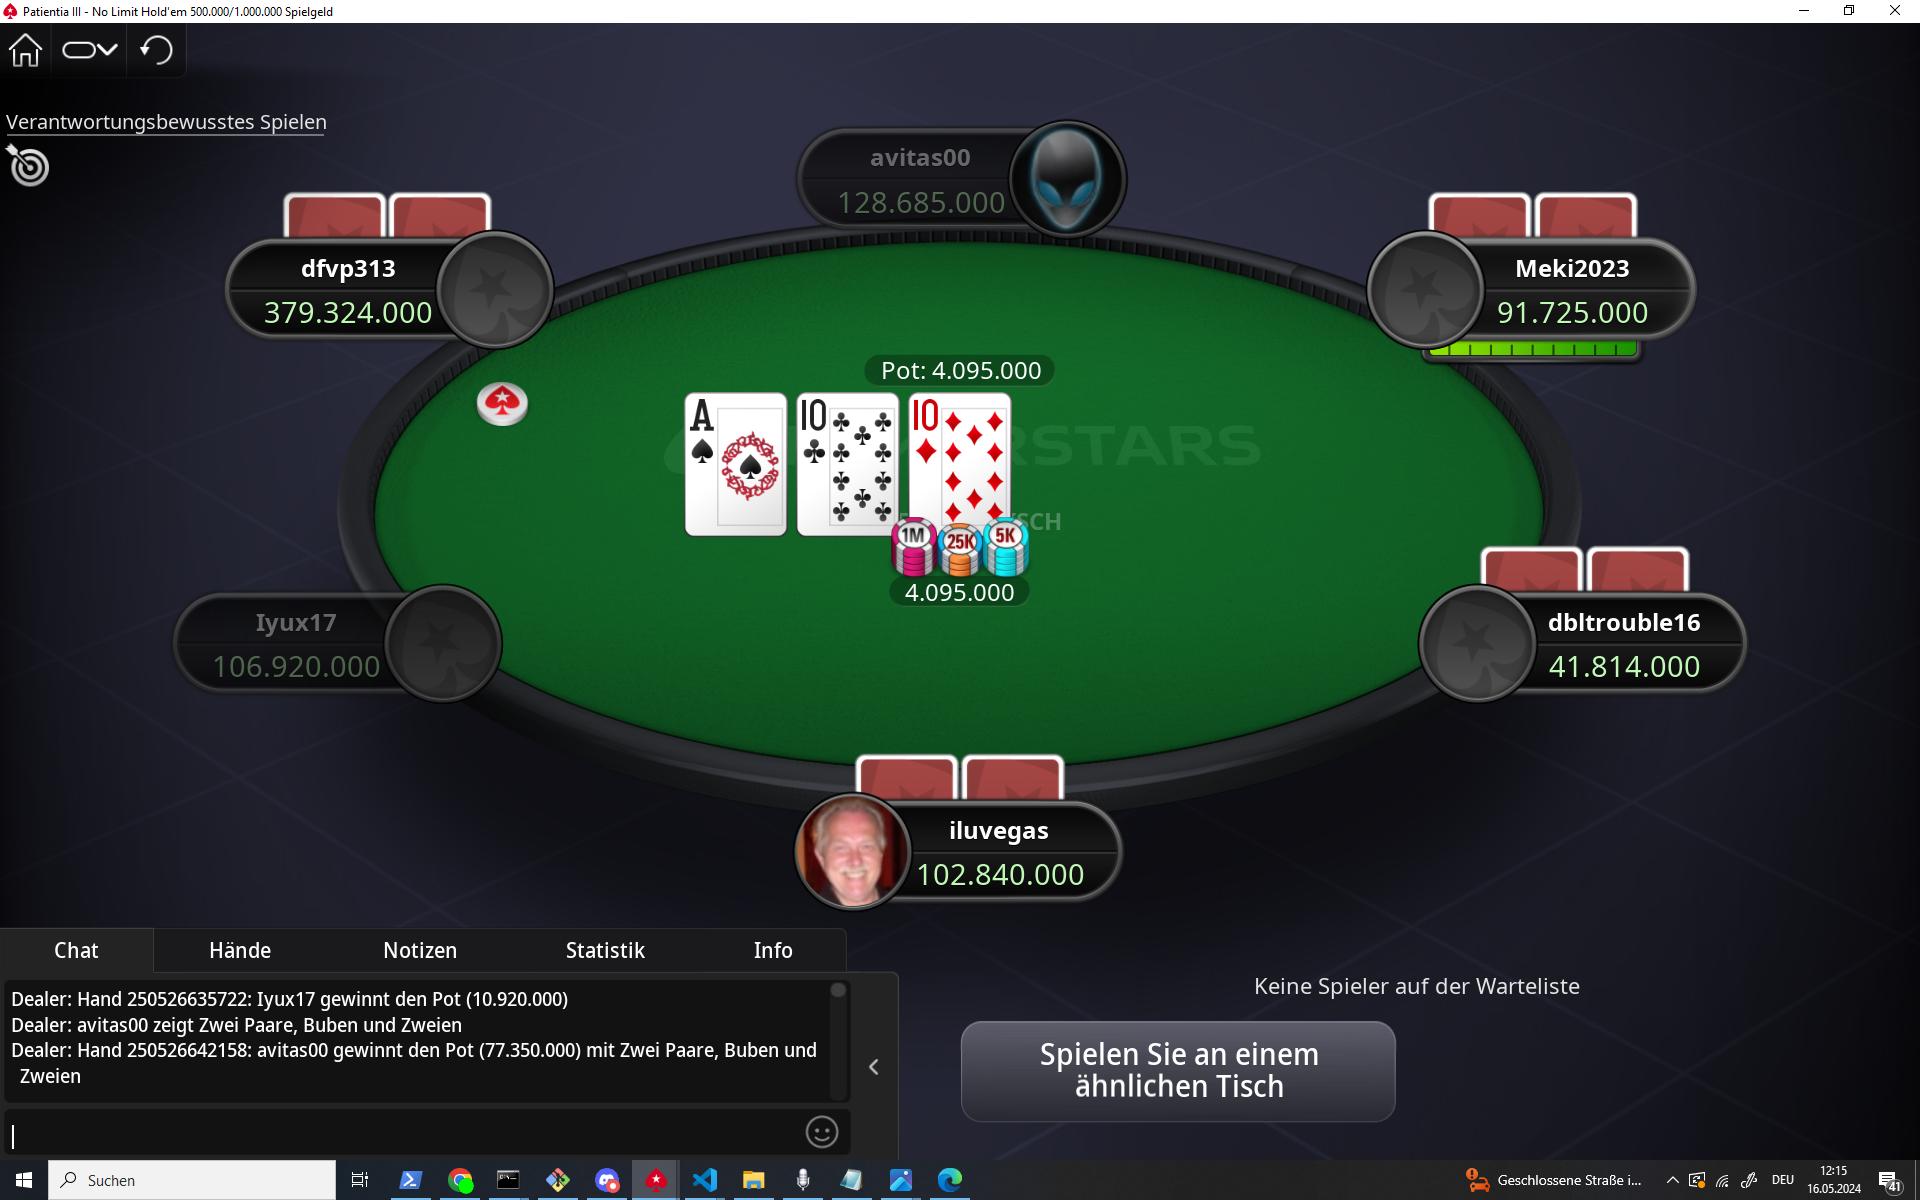 Patientia III - No Limit Hold'em 500.000/1.000.000 Spielgeld
Verantwortungsbewusstes Spielen
avitas00
128.685.000
dfvp313
379.324.000
Meki2023
91.725.000
Pot: 4.095.000
A
10
10
RSTARS
SCH
1M
25K
5K
4.095.000
Iyux17
106.920.000
dbltrouble16
41.814.000
iluvegas
102.840.000
Chat
Hände
Notizen
Statistik
Info
Dealer: Hand 250526635722: Iyux17 gewinnt den Pot (10.920.000)
Dealer: avitas00 zeigt Zwei Paare, Buben und Zweien
Dealer: Hand 250526642158: avitas00 gewinnt den Pot (77.350.000) mit Zwei Paare, Buben und
Zweien
Keine Spieler auf der Warteliste
Spielen Sie an einem
ähnlichen Tisch
Suchen
Geschlossene Straße i...
DEU
12:15
16.05.2024
41